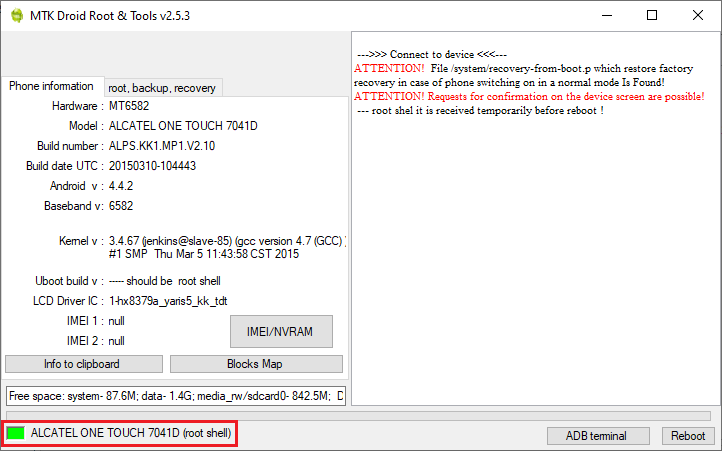 MTK Droid Root & Tools v2.5.3
Phone information
root, backup, recovery
Hardware : MT6582
Model : ALCATEL ONE TOUCH 7041D
Build number : ALPS.KK1.MP1.V2.10
Build date UTC : 20150310-104443
Android v : 4.4.2
Baseband v: 6582
Kernel v : 3.4.67 (jenkins@slave-85) (gcc version 4.7 (GCC) )
#1 SMP Thu Mar 5 11:43:58 CST 2015
Uboot build v : ----- should be root shell
LCD Driver IC : 1-hx8379a_yaris5_kk_tdt
IMEI 1 : null
IMEI 2 : null
IMEI/NVRAM
Info to clipboard
Blocks Map
Free space: system- 87.6M; data- 1.4G; media_rw/sdcard0- 842.5M; D
--->>> Connect to device <<<---
ATTENTION! File /system/recovery-from-boot.p which restore factory
recovery in case of phone switching on in a normal mode Is Found!
ATTENTION! Requests for confirmation on the device screen are possible!
--- root shel it is received temporarily before reboot !
ALCATEL ONE TOUCH 7041D (root shell)
ADB terminal
Reboot